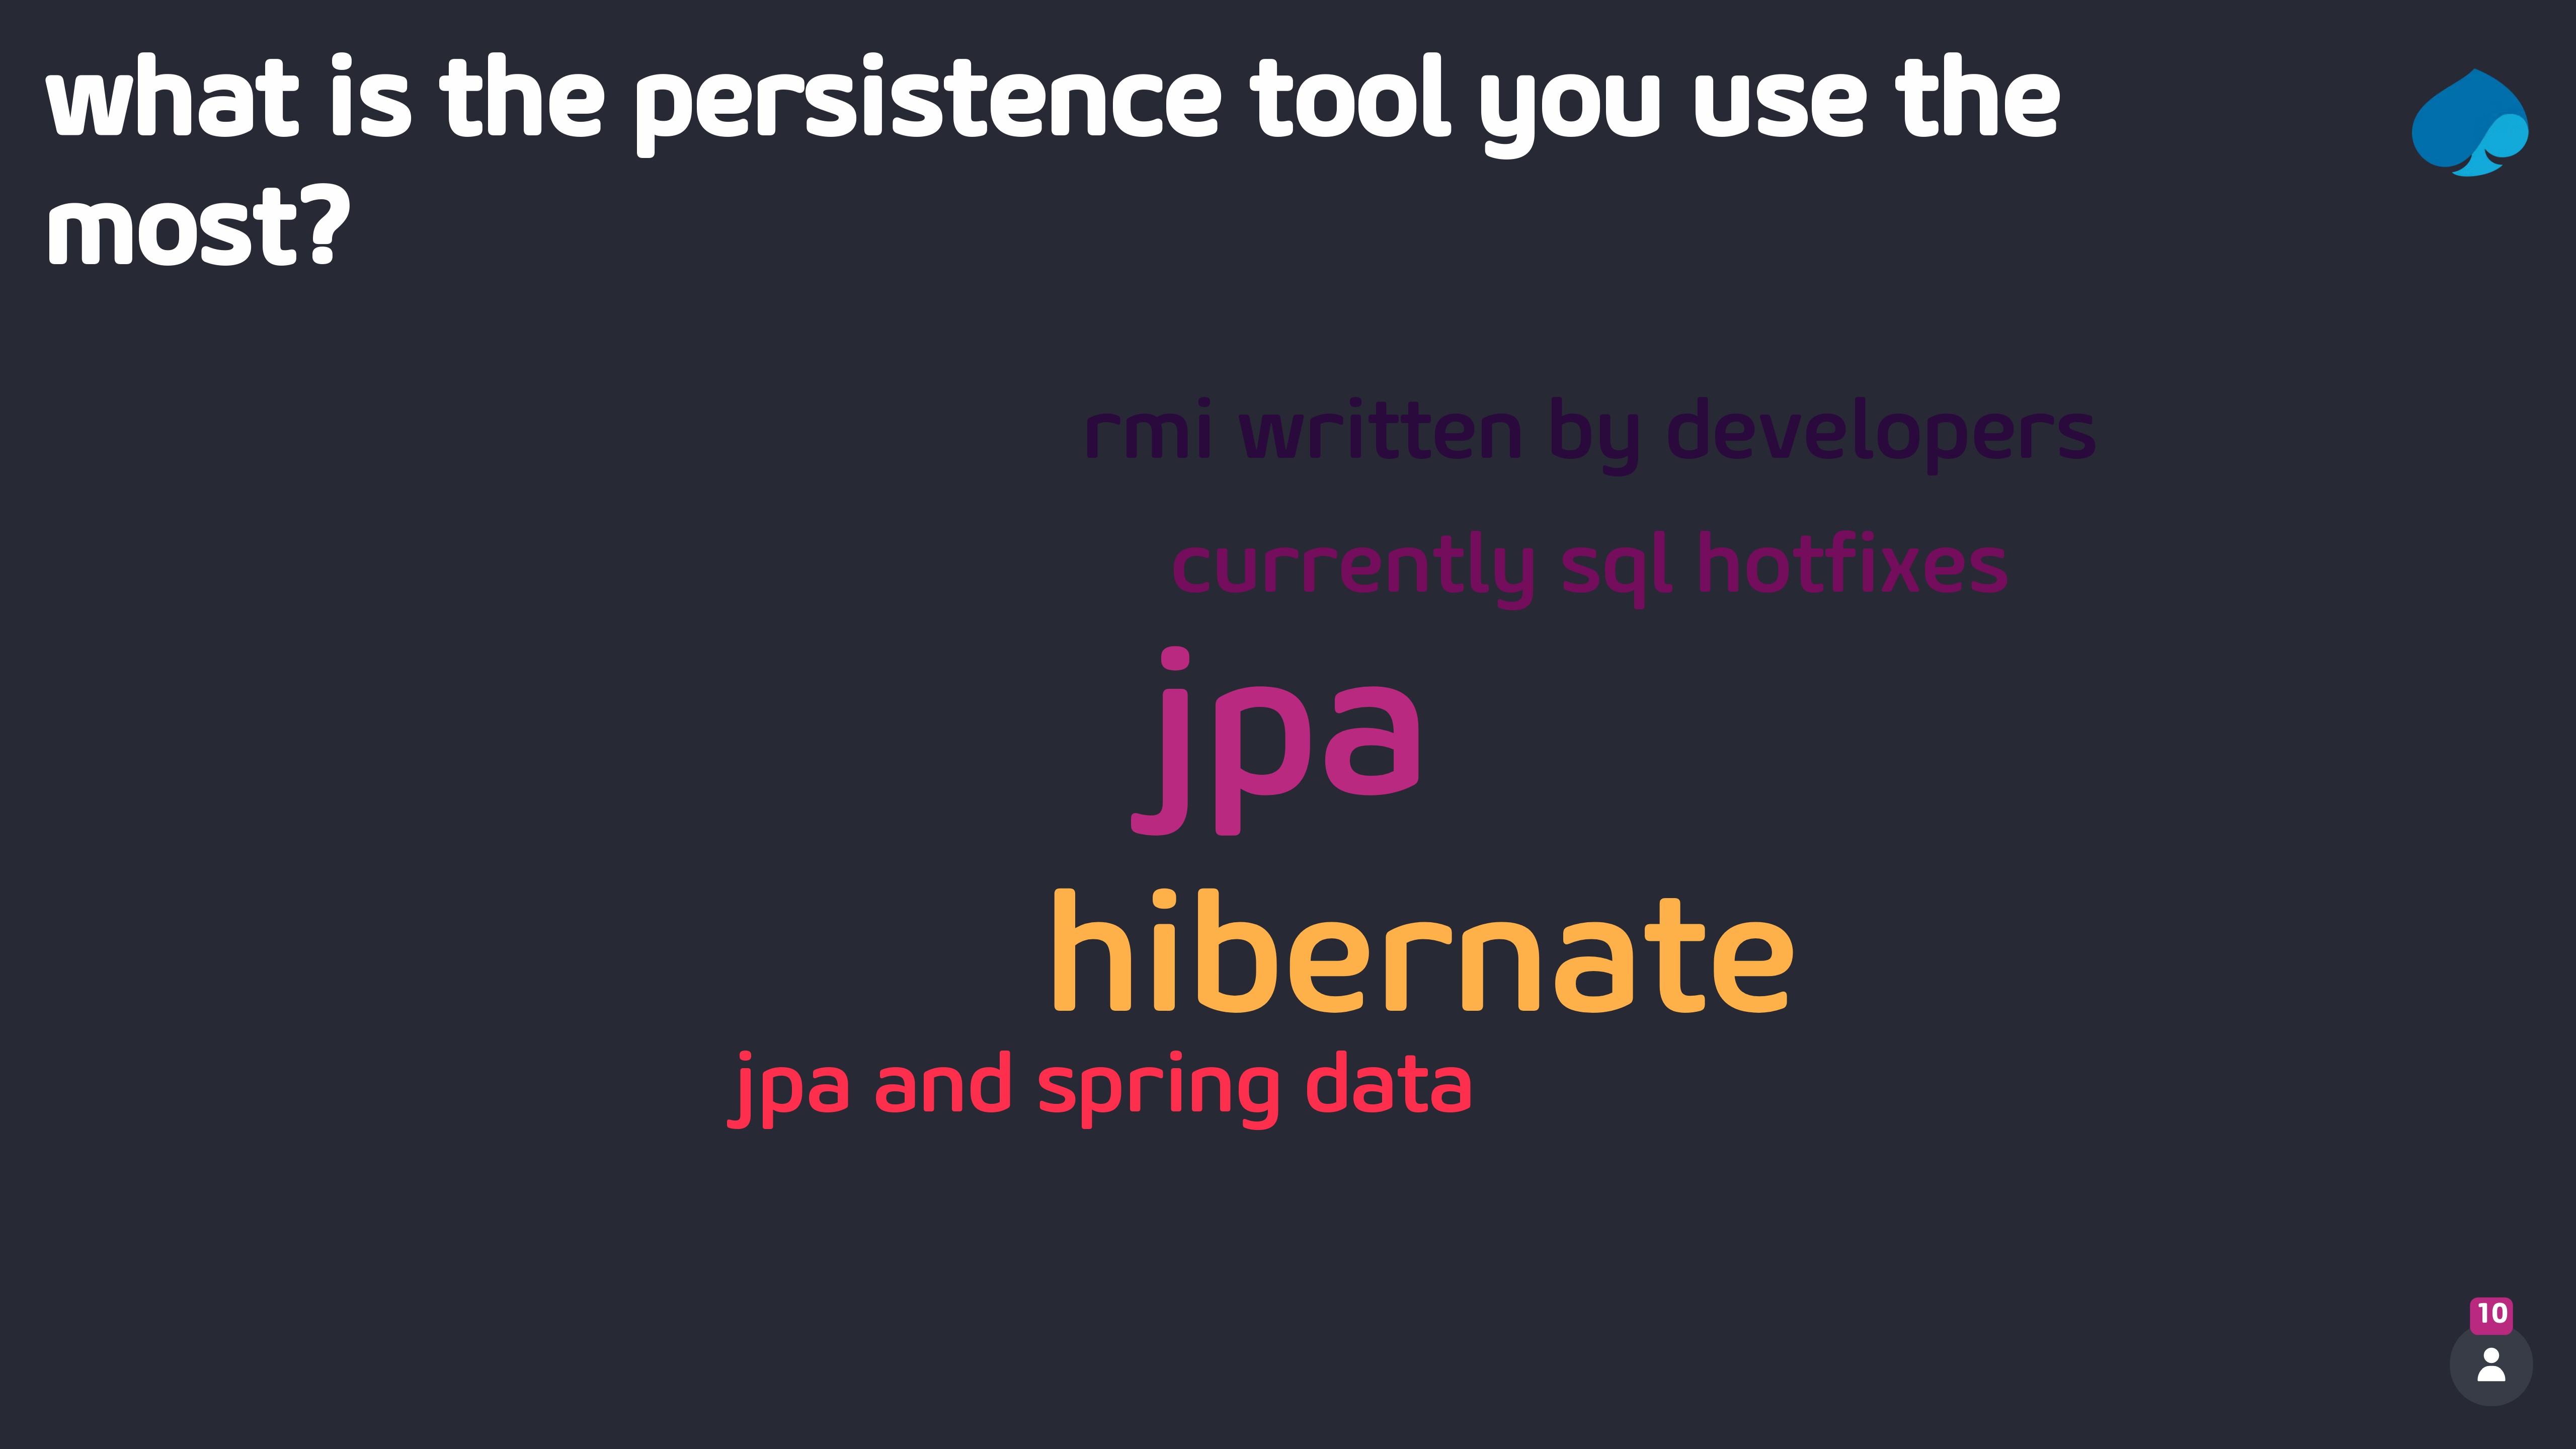 what is the persistence tool you use the
most?
rmi written by developers
currently sql hotfixes
jpa
hibernate
jpa and spring data
10